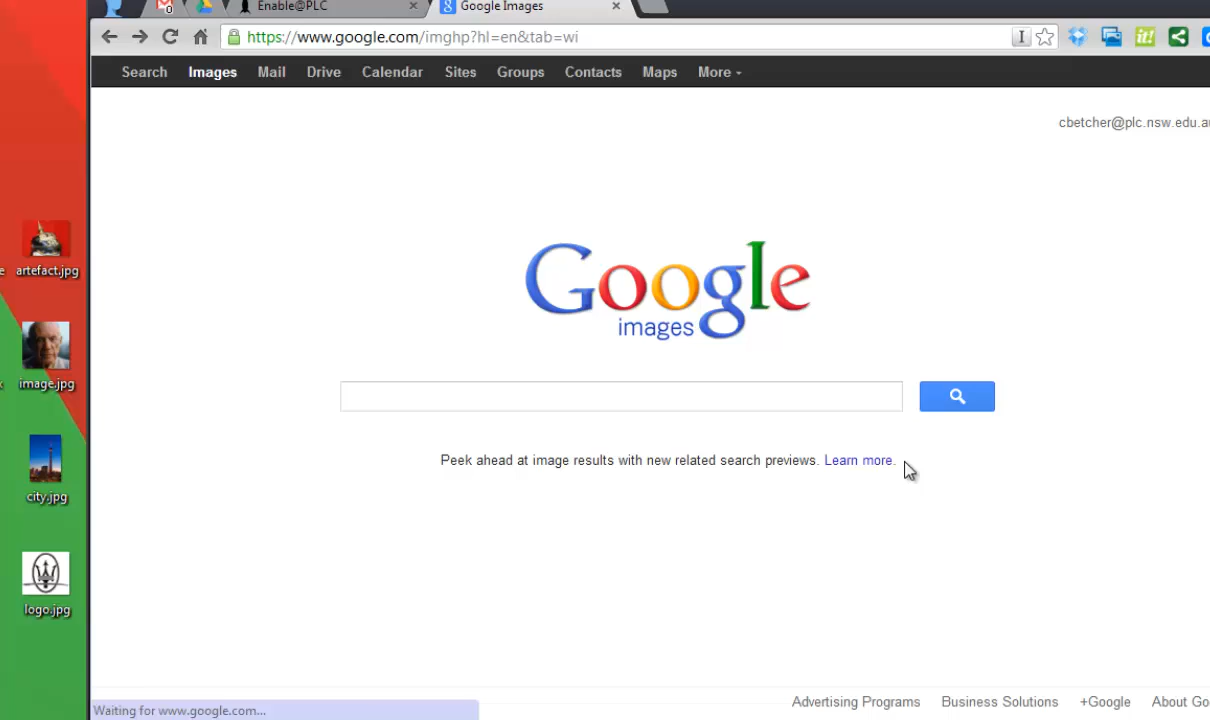 Enable@PLC
Google Images
https://www.google.com/imghp?hl=en&tab=wi
it!
Search Images Mail Drive Calendar Sites Groups Contacts Maps More
cbetcher@plc.nsw.edu.au
artefact.jpg
image.jpg
city.jpg
logo.jpg
Google
images
Peek ahead at image results with new related search previews. Learn more.
Advertising Programs Business Solutions +Google About Go
Waiting for www.google.com...